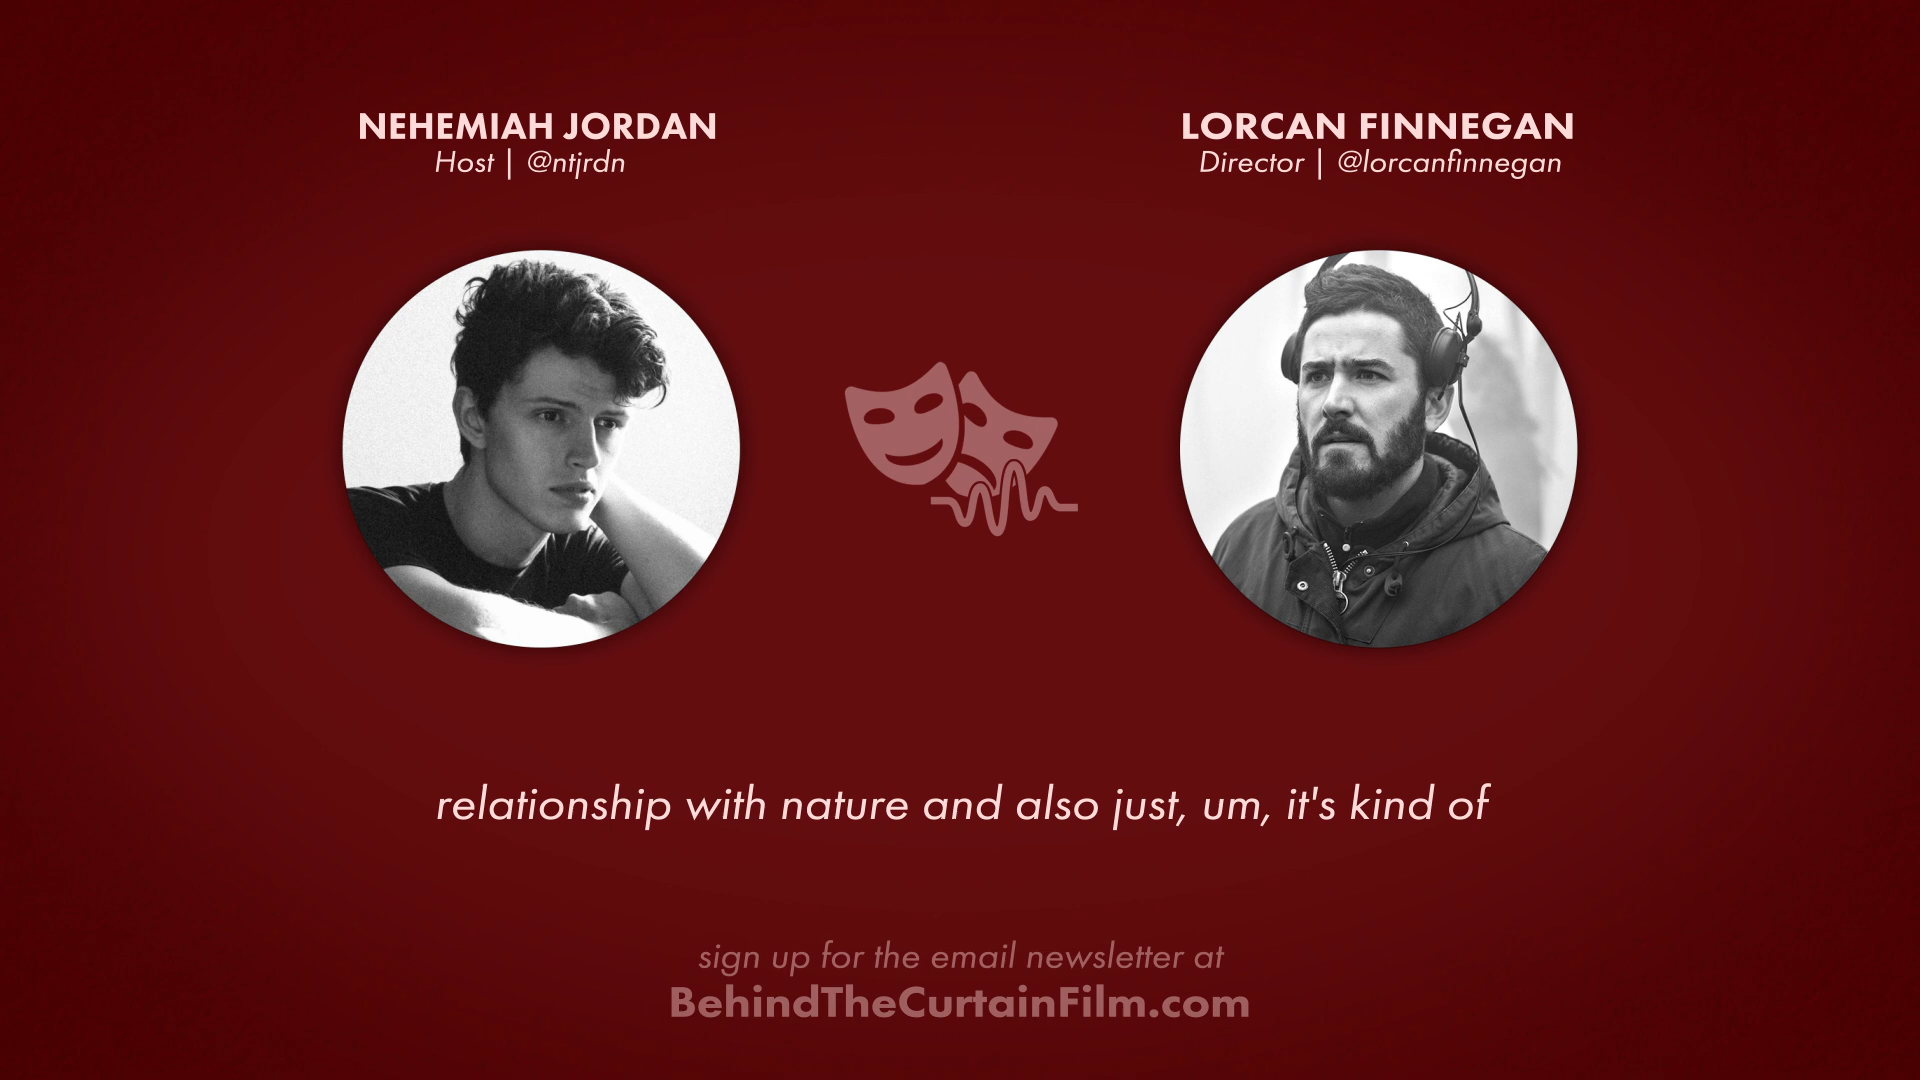 NEHEMIAH JORDAN
Host | @ntjrdn
LORCAN FINNEGAN
Director | @lorcanfinnegan
relationship with nature and also just, um, it's kind of
sign up for the email newsletter at
BehindTheCurtainFilm.com